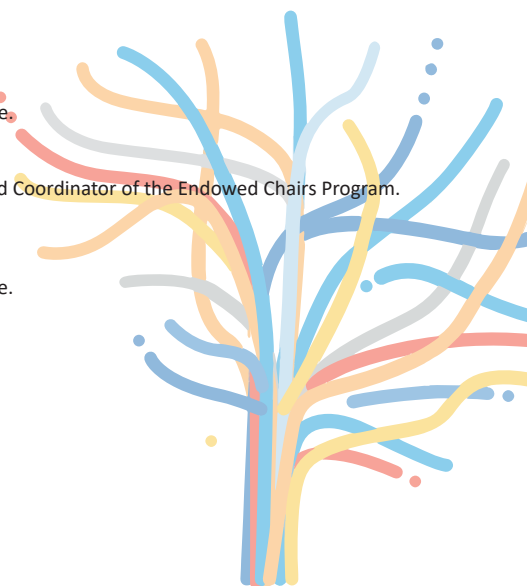 e.
d Coordinator of the Endowed Chairs Program.
e.